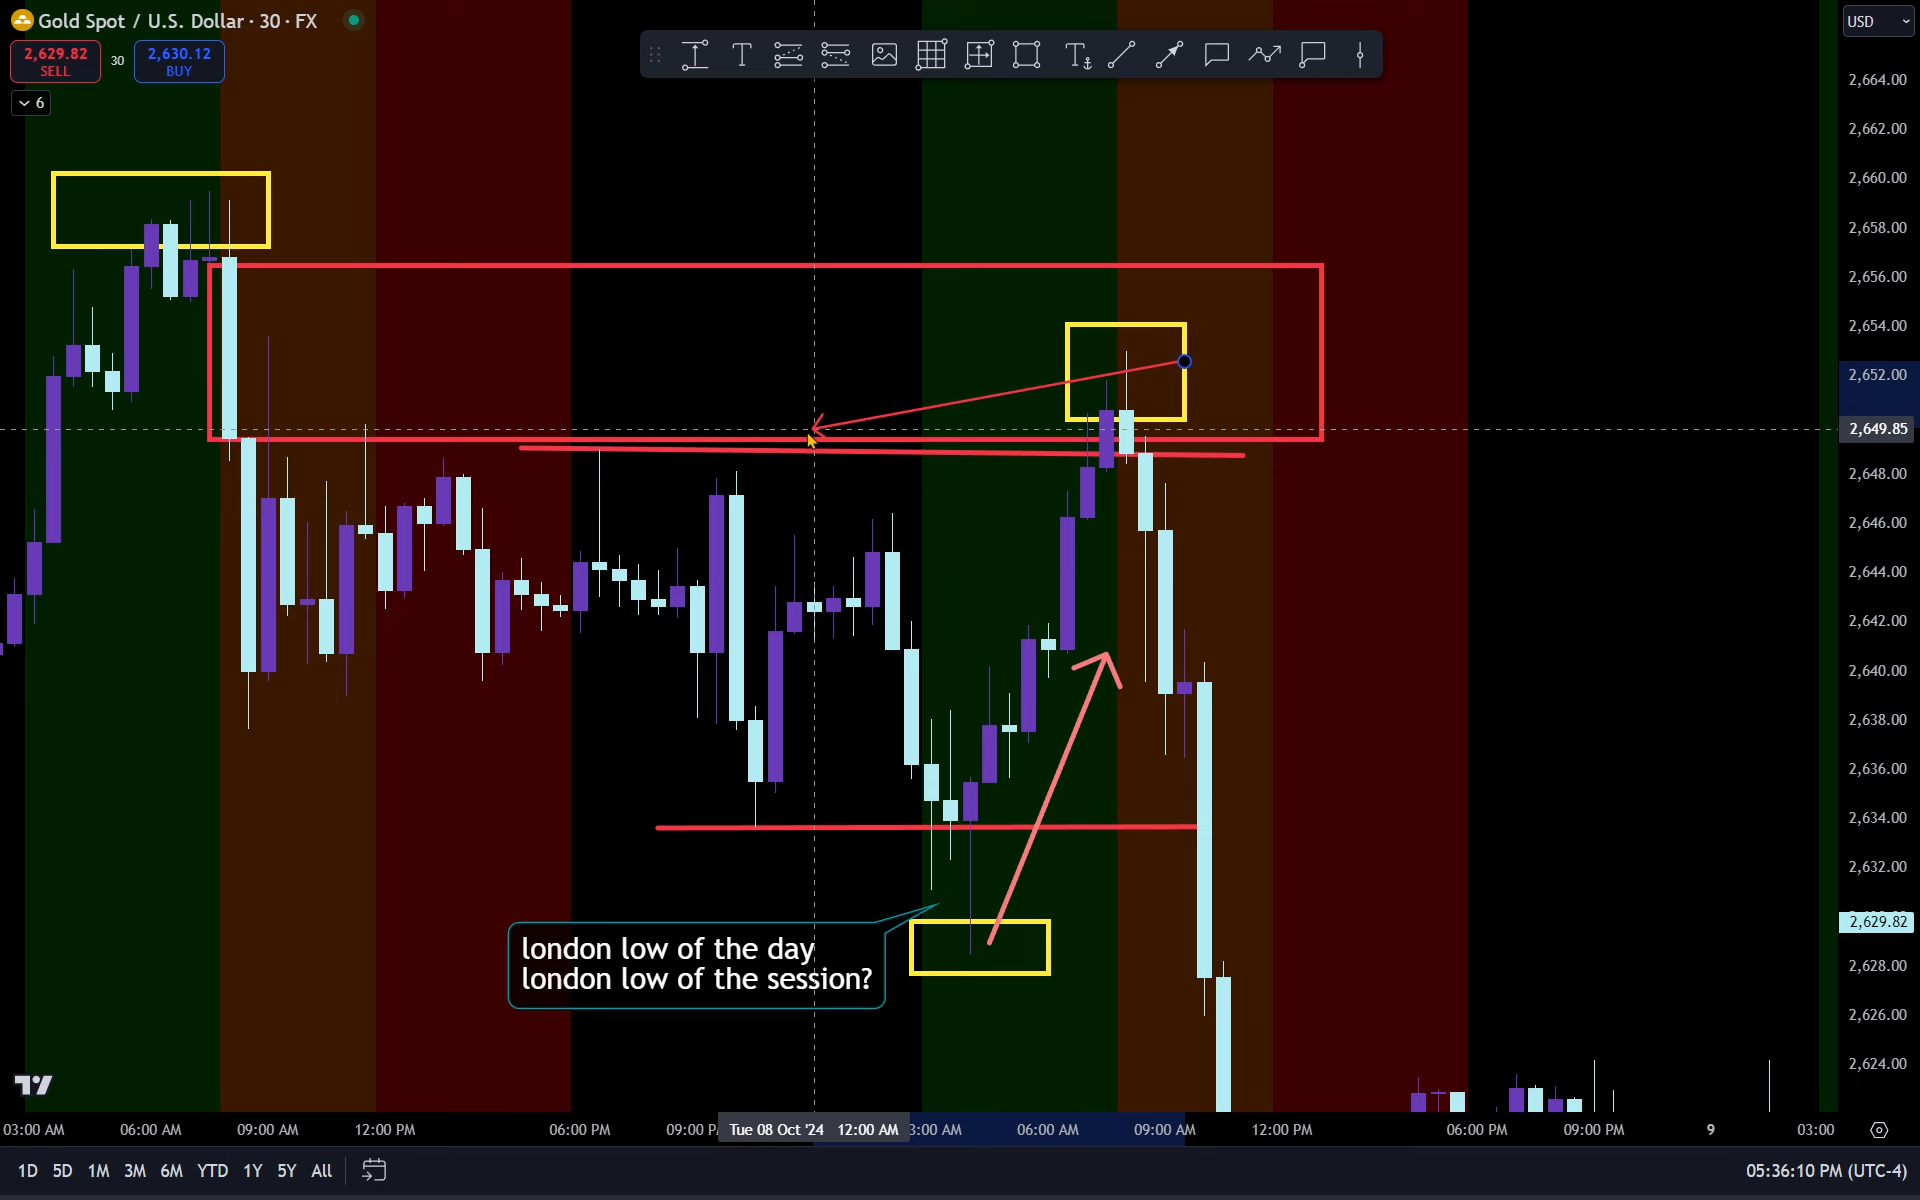 Gold Spot / U.S. Dollar · 30 · FX
2,629.82
SELL
30
2,630.12
BUY
6
USD
2,664.00
2,662.00
2,660.00
2,658.00
2,656.00
2,654.00
2,652.00
2,649.85
2,648.00
2,646.00
2,644.00
2,642.00
2,640.00
2,638.00
2,636.00
2,634.00
2,632.00
2,629.82
2,628.00
2,626.00
2,624.00
london low of the day
london low of the session?
03:00 AM 06:00 AM 09:00 AM 12:00 PM 06:00 PM 09:00 P Tue 08 Oct '24 12:00 AM 3:00 AM 06:00 AM 09:00 AM 12:00 PM 06:00 PM 09:00 PM 9 03:00
1D 5D 1M 3M 6M YTD 1Y 5Y All
05:36:10 PM (UTC-4)